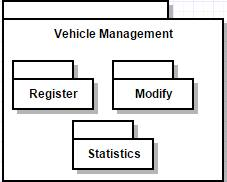 Vehicle Management
Register
Modify
Statistics